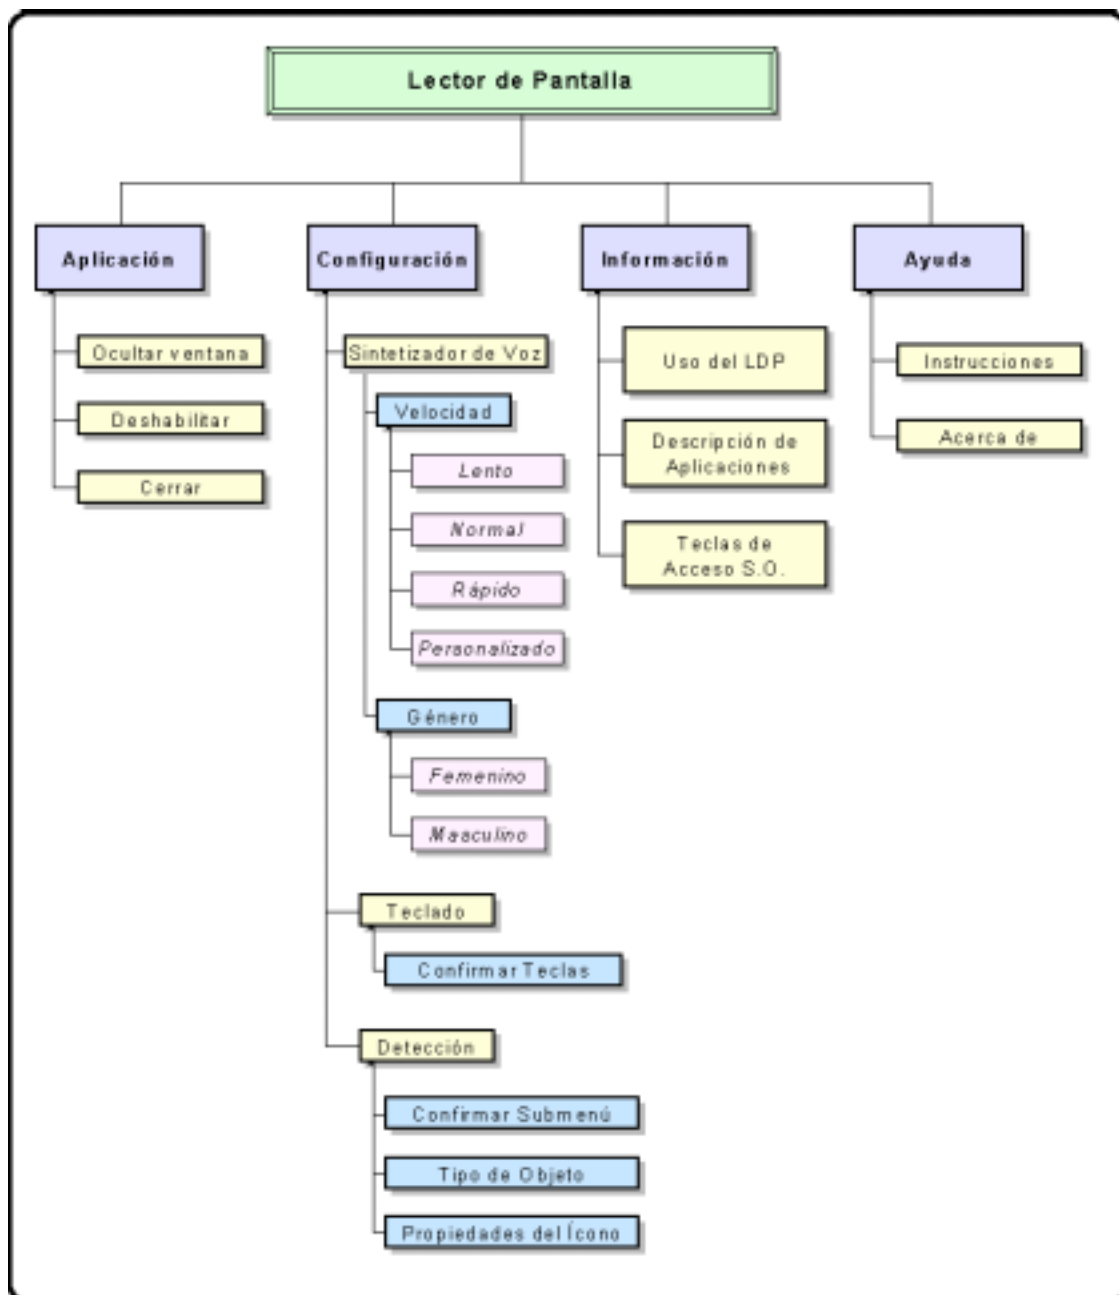 Lector de Pantalla
Aplicación
Ocultar ventana
Deshabilitar
Cerrar
Configuración
Sintetizador de Voz
Velocidad
Lento
Normal
Rápido
Personalizado
Género
Femenino
Masculino
Teclado
Confirmar Teclas
Detección
Confirmar Submenú
Tipo de Objeto
Propiedades del Ícono
Información
Uso del LDP
Descripción de
Aplicaciones
Teclas de
Acceso S.O.
Ayuda
Instrucciones
Acerca de